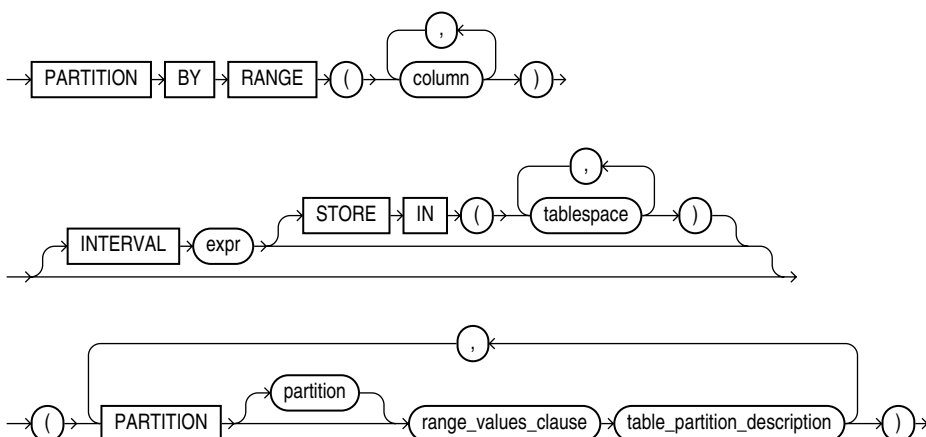 ,
PARTITION BY RANGE ( column )
,
STORE IN ( tablespace )
INTERVAL expr
,
partition
( PARTITION range_values_clause table_partition_description )